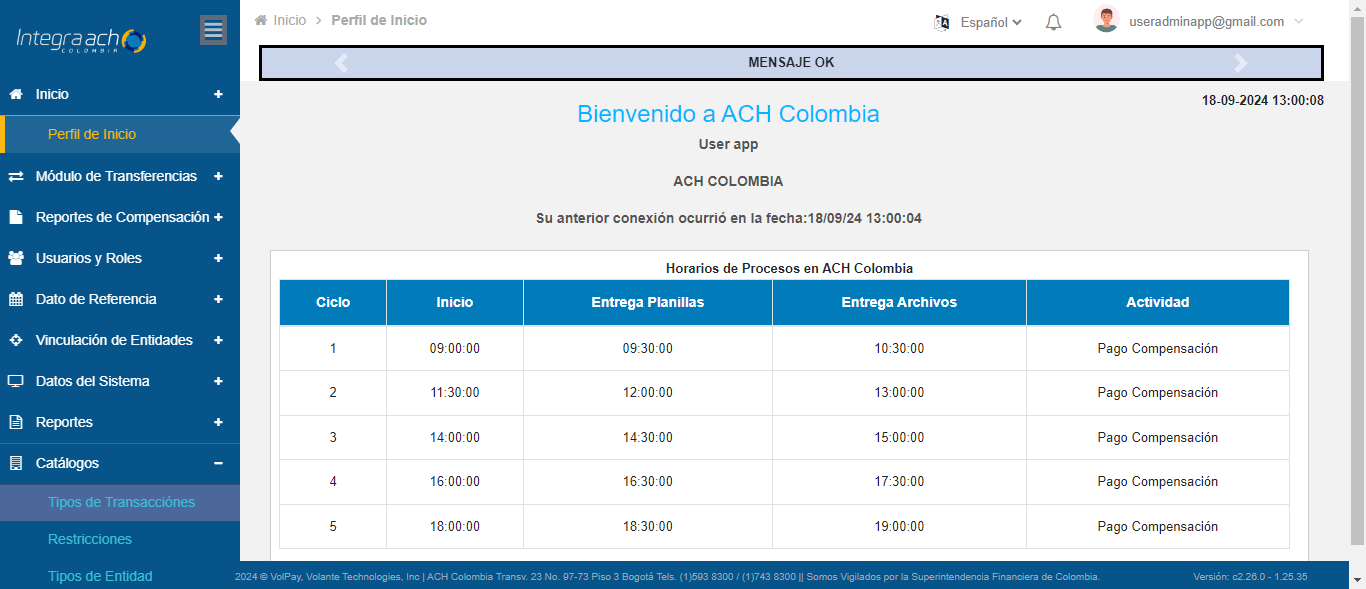 Integra ach
COLOMBIA
Inicio > Perfil de Inicio
Español
useradminapp@gmail.com
MENSAJE OK
18-09-2024 13:00:08
Bienvenido a ACH Colombia
User app
ACH COLOMBIA
Su anterior conexión ocurrió en la fecha:18/09/24 13:00:04
Inicio +
Perfil de Inicio
Módulo de Transferencias +
Reportes de Compensación +
Usuarios y Roles +
Dato de Referencia +
Vinculación de Entidades +
Datos del Sistema +
Reportes +
Catálogos −
Tipos de Transacciónes
Restricciones
Tipos de Entidad
Horarios de Procesos en ACH Colombia
Ciclo Inicio Entrega Planillas Entrega Archivos Actividad
1 09:00:00 09:30:00 10:30:00 Pago Compensación
2 11:30:00 12:00:00 13:00:00 Pago Compensación
3 14:00:00 14:30:00 15:00:00 Pago Compensación
4 16:00:00 16:30:00 17:30:00 Pago Compensación
5 18:00:00 18:30:00 19:00:00 Pago Compensación
2024 © VolPay, Volante Technologies, Inc | ACH Colombia Transv. 23 No. 97-73 Piso 3 Bogotá Tels. (1)593 8300 / (1)743 8300 || Somos Vigilados por la Superintendencia Financiera de Colombia.
Versión: c2.26.0 - 1.25.35